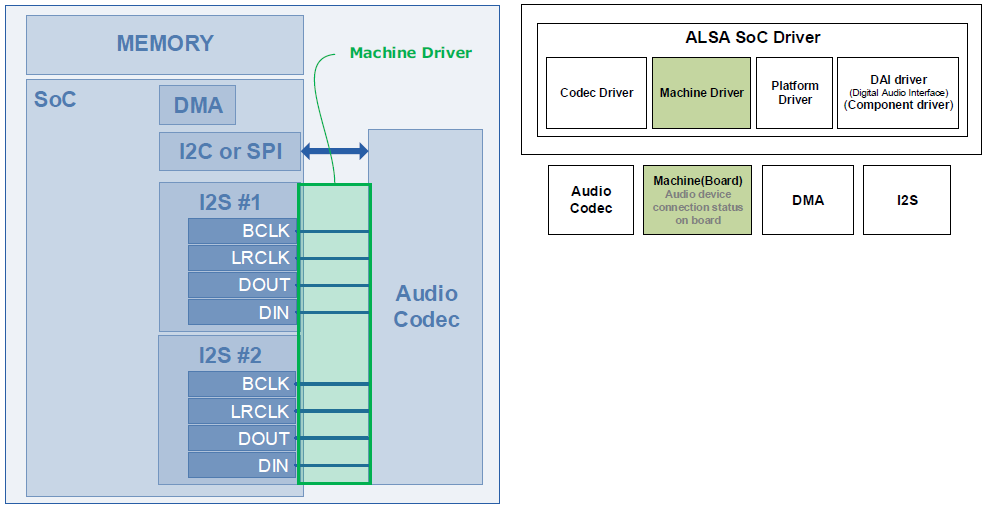 MEMORY
Machine Driver
SoC
DMA
I2C or SPI
I2S #1
BCLK
LRCLK
DOUT
DIN
I2S #2
BCLK
LRCLK
DOUT
DIN
Audio
Codec
ALSA SoC Driver
Codec Driver
Machine Driver
Platform
Driver
DAI driver
(Digital Audio Interface)
(Component driver)
Audio
Codec
Machine(Board)
Audio device
connection status
on board
DMA
I2S